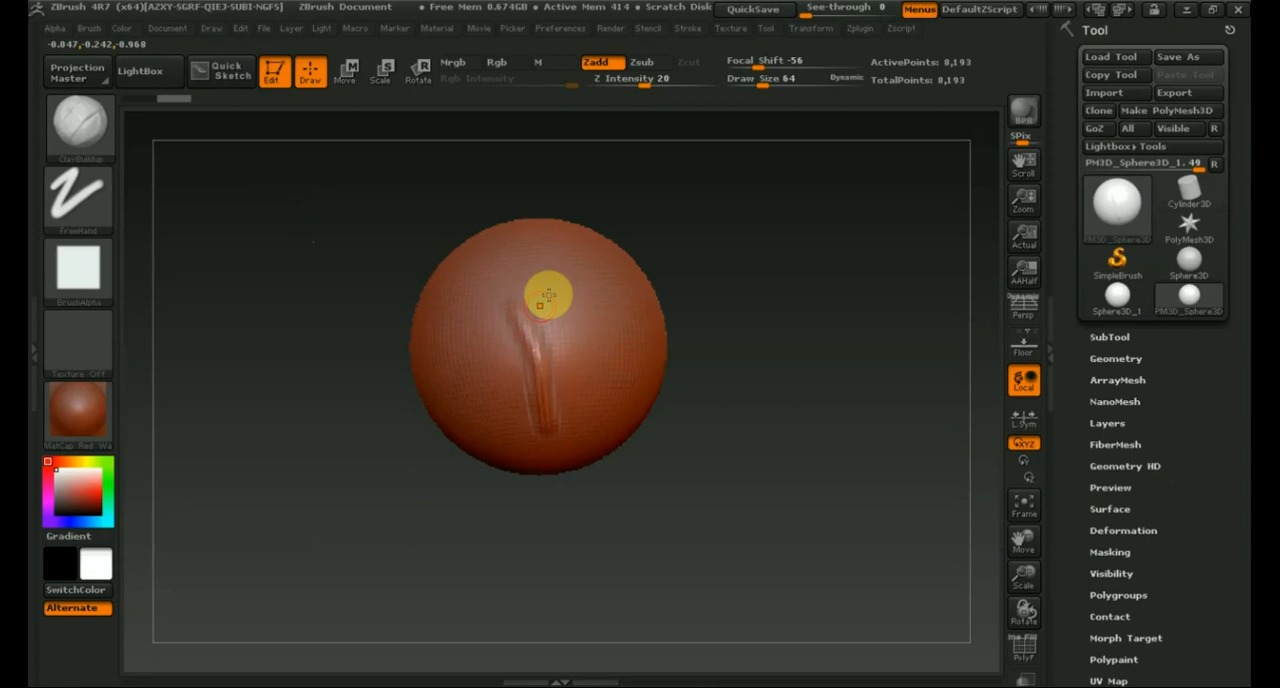 ZBrush 4R7 (x64)[AZXY-SGRF-QIEJ-SUBI-NGFS] ZBrush Document • Free Mem 8.674GB • Active Mem 414 • Scratch Disk QuickSave See-through 0 Menus DefaultZScript
Alpha Brush Color Document Draw Edit File Layer Light Macro Marker Material Movie Picker Preferences Render Stencil Stroke Texture Tool Transform Zplugin Zscript
-0.047,-0.242,-0.968
Projection Master
LightBox
Quick Sketch
Edit
Draw
Move
Scale
Rotate
Mrgb Rgb M
Rgb Intensity
Zadd Zsub Zcut
Z Intensity 20
Focal Shift -56
Draw Size 64 Dynamic
ActivePoints: 8,193
TotalPoints: 8,193
ClayBuildup
FreeHand
BrushAlpha
Texture Off
MatCap Red Wa
Gradient
SwitchColor
Alternate
BPR
SPix
Scroll
Zoom
Actual
AAHalf
Dynamic
Persp
Floor
Local
L.Sym
XYZ
Frame
Move
Scale
Rotate
Line Fill
PolyF
Tool
Load Tool Save As
Copy Tool Paste Tool
Import Export
Clone Make PolyMesh3D
GoZ All Visible R
Lightbox▸Tools
PM3D_Sphere3D_1. 49 R
PM3D_Sphere3D
Cylinder3D
PolyMesh3D
SimpleBrush
Sphere3D
Sphere3D_1
PM3D_Sphere3D
SubTool
Geometry
ArrayMesh
NanoMesh
Layers
FiberMesh
Geometry HD
Preview
Surface
Deformation
Masking
Visibility
Polygroups
Contact
Morph Target
Polypaint
UV Map